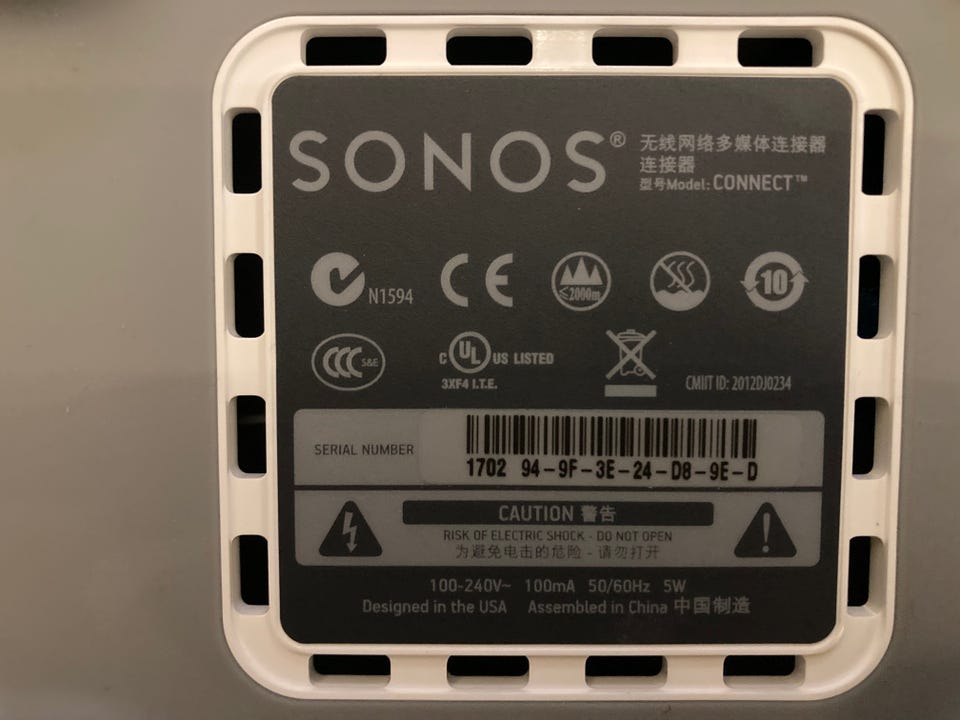 SONOS® 无线网络多媒体连接器
连接器
型号Model: CONNECT™
N1594 CE ≤2000m 10
CCC S&E
C UL US LISTED
3XF4 I.T.E.
CMIIT ID: 2012DJ0234
SERIAL NUMBER
1702 94-9F-3E-24-D8-9E-D
CAUTION 警告
RISK OF ELECTRIC SHOCK - DO NOT OPEN
为避免电击的危险 - 请勿打开
100-240V~ 100mA 50/60Hz 5W
Designed in the USA Assembled in China 中国制造